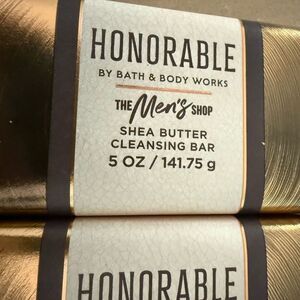 HONORABLE
BY BATH & BODY WORKS
THE Men's SHOP
SHEA BUTTER
CLEANSING BAR
5 OZ / 141.75 g
HONORABLE